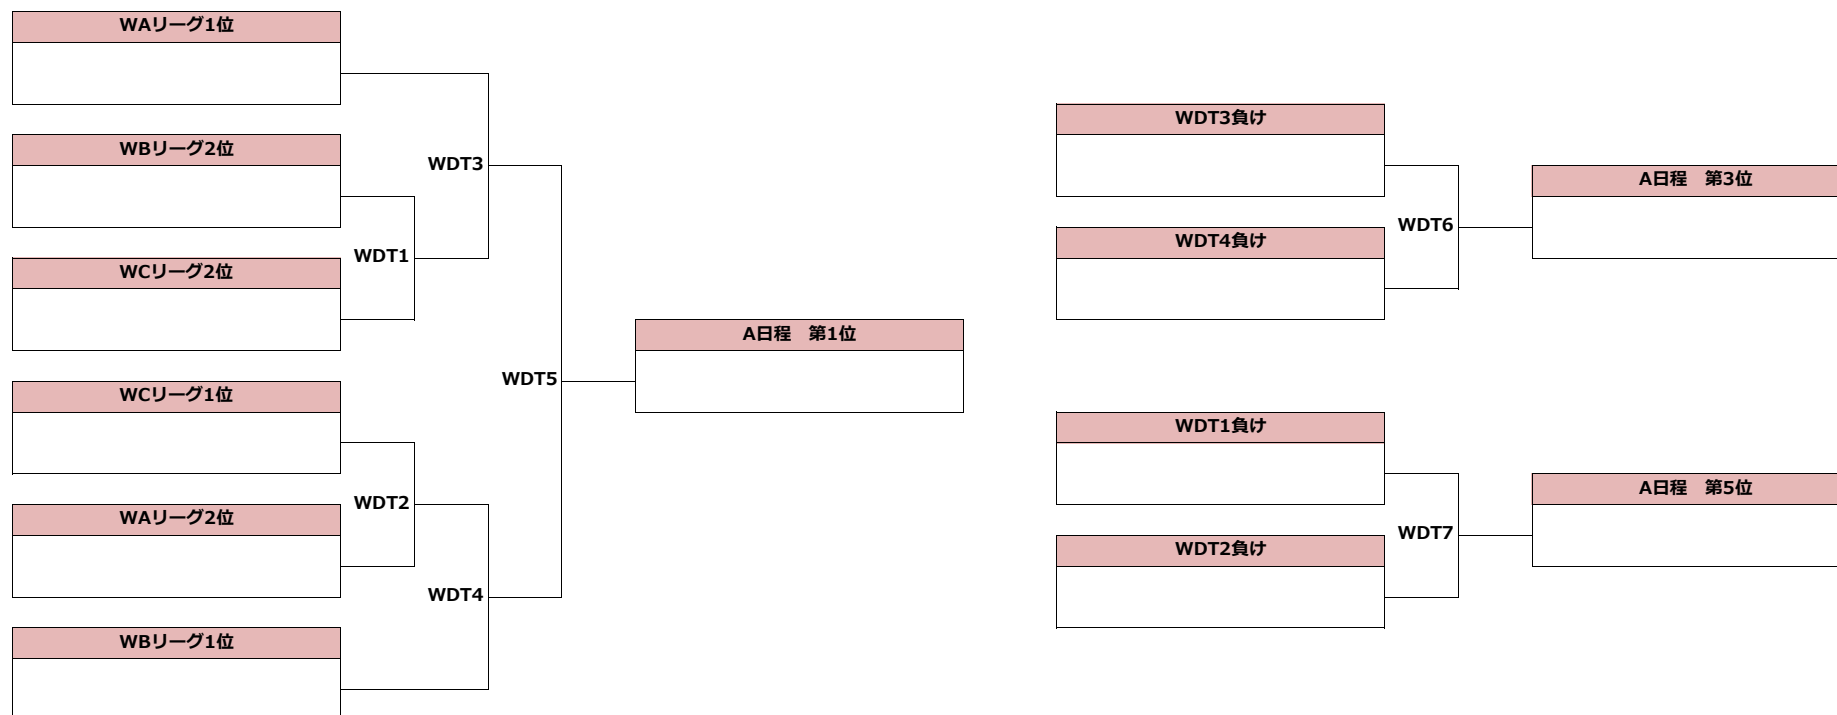 WAリーグ1位
WBリーグ2位
WDT3
WDT1
WCリーグ2位
WCリーグ1位
WDT2
WAリーグ2位
WDT4
WBリーグ1位
WDT5
A日程　第1位
WDT3負け
WDT6
WDT4負け
A日程　第3位
WDT1負け
WDT7
WDT2負け
A日程　第5位